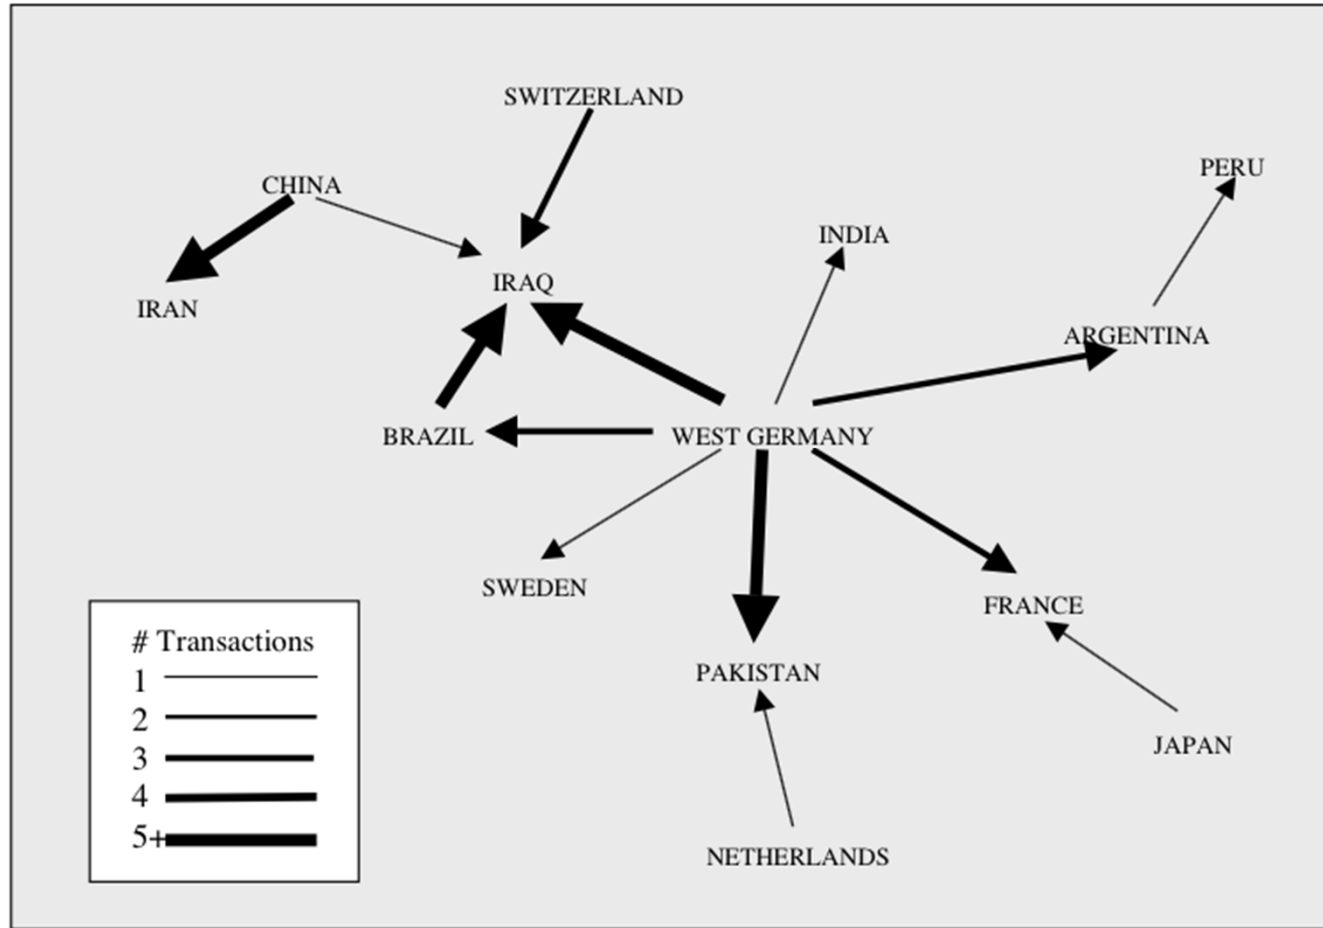 SWITZERLAND
PERU
CHINA
INDIA
IRAQ
IRAN
ARGENTINA
BRAZIL
WEST GERMANY
SWEDEN
FRANCE
# Transactions
1
2
3
4
5+
PAKISTAN
JAPAN
NETHERLANDS